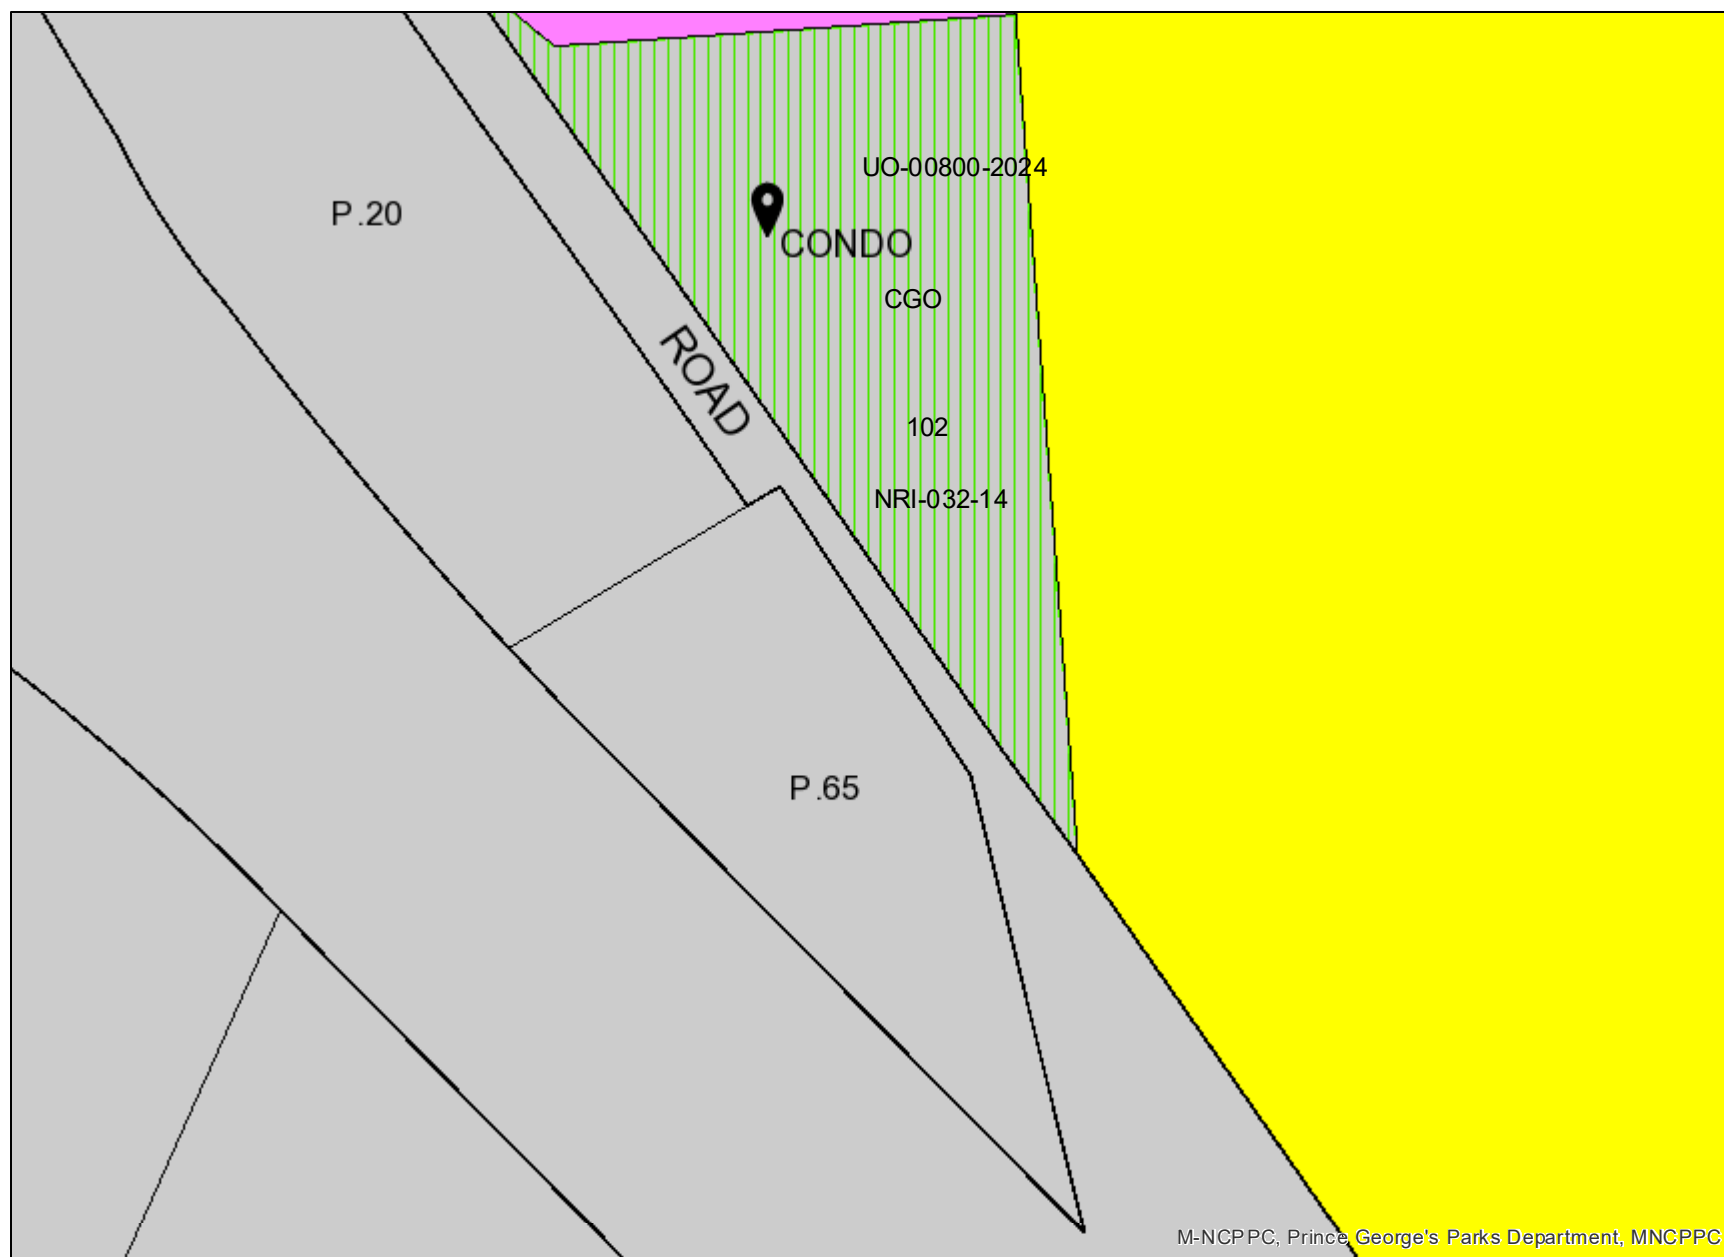 UO-00800-2024
P.20
CONDO
CGO
ROAD
102
NRI-032-14
P.65
M-NCPPC, Prince George's Parks Department, MNCPPC